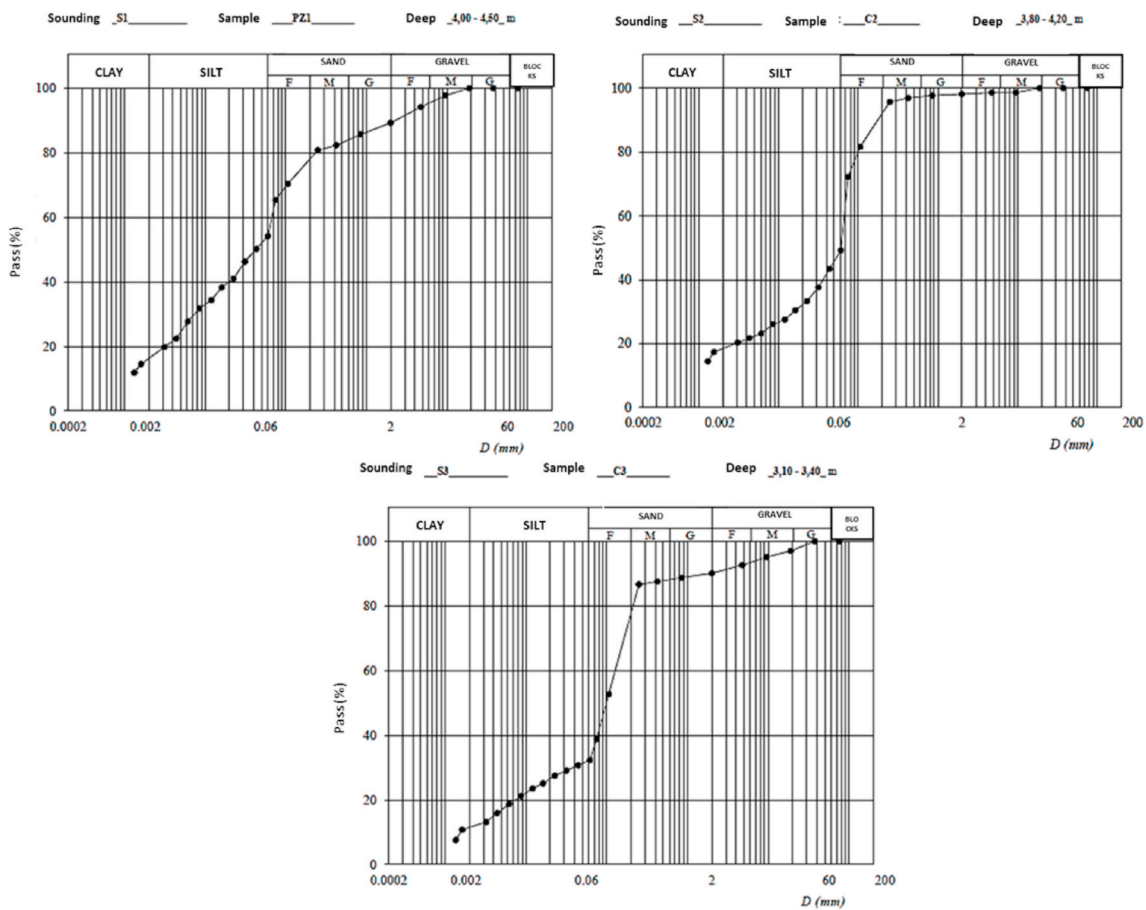 Sounding _S1_________ Sample ___PZ1______ Deep _4,00 - 4,50_ m
CLAY SILT SAND GRAVEL BLOC
KS
F M G F M G
100
80
60
40
20
0
Pass (%)
0.0002 0.002 0.06 2 60 200
D (mm)
Sounding ___S2_________ Sample : ____C2______ Deep _3,80 - 4,20_ m
CLAY SILT SAND GRAVEL BLOC
KS
F M G F M G
100
80
60
40
20
0
Pass (%)
0.0002 0.002 0.06 2 60 200
D (mm)
Sounding __S3_________ Sample ___C3_______ Deep _3,10 - 3,40_ m
CLAY SILT SAND GRAVEL BLO
CKS
F M G F M G
100
80
60
40
20
0
Pass (%)
0.0002 0.002 0.06 2 60 200
D (mm)